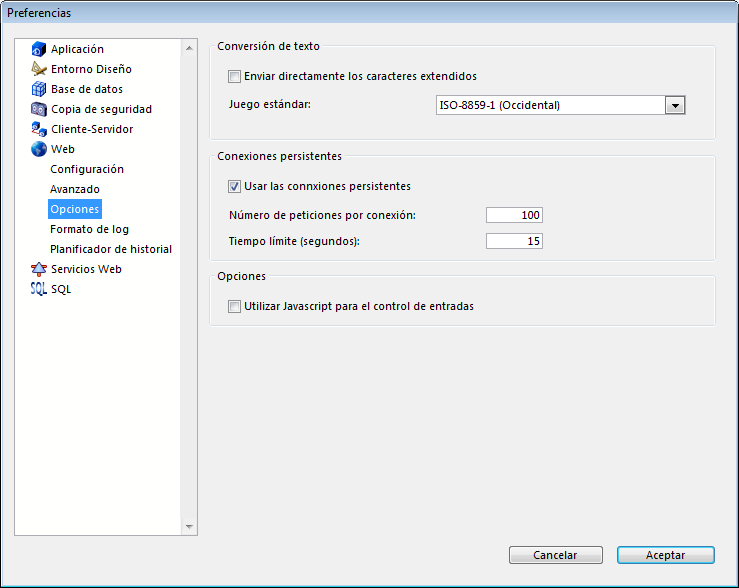 Preferencias
Aplicación
Entorno Diseño
Base de datos
Copia de seguridad
Cliente-Servidor
Web
Configuración
Avanzado
Opciones
Formato de log
Planificador de historial
Servicios Web
SQL SQL
Conversión de texto
Enviar directamente los caracteres extendidos
Juego estándar: ISO-8859-1 (Occidental)
Conexiones persistentes
Usar las connxiones persistentes
Número de peticiones por conexión: 100
Tiempo límite (segundos): 15
Opciones
Utilizar Javascript para el control de entradas
Cancelar Aceptar